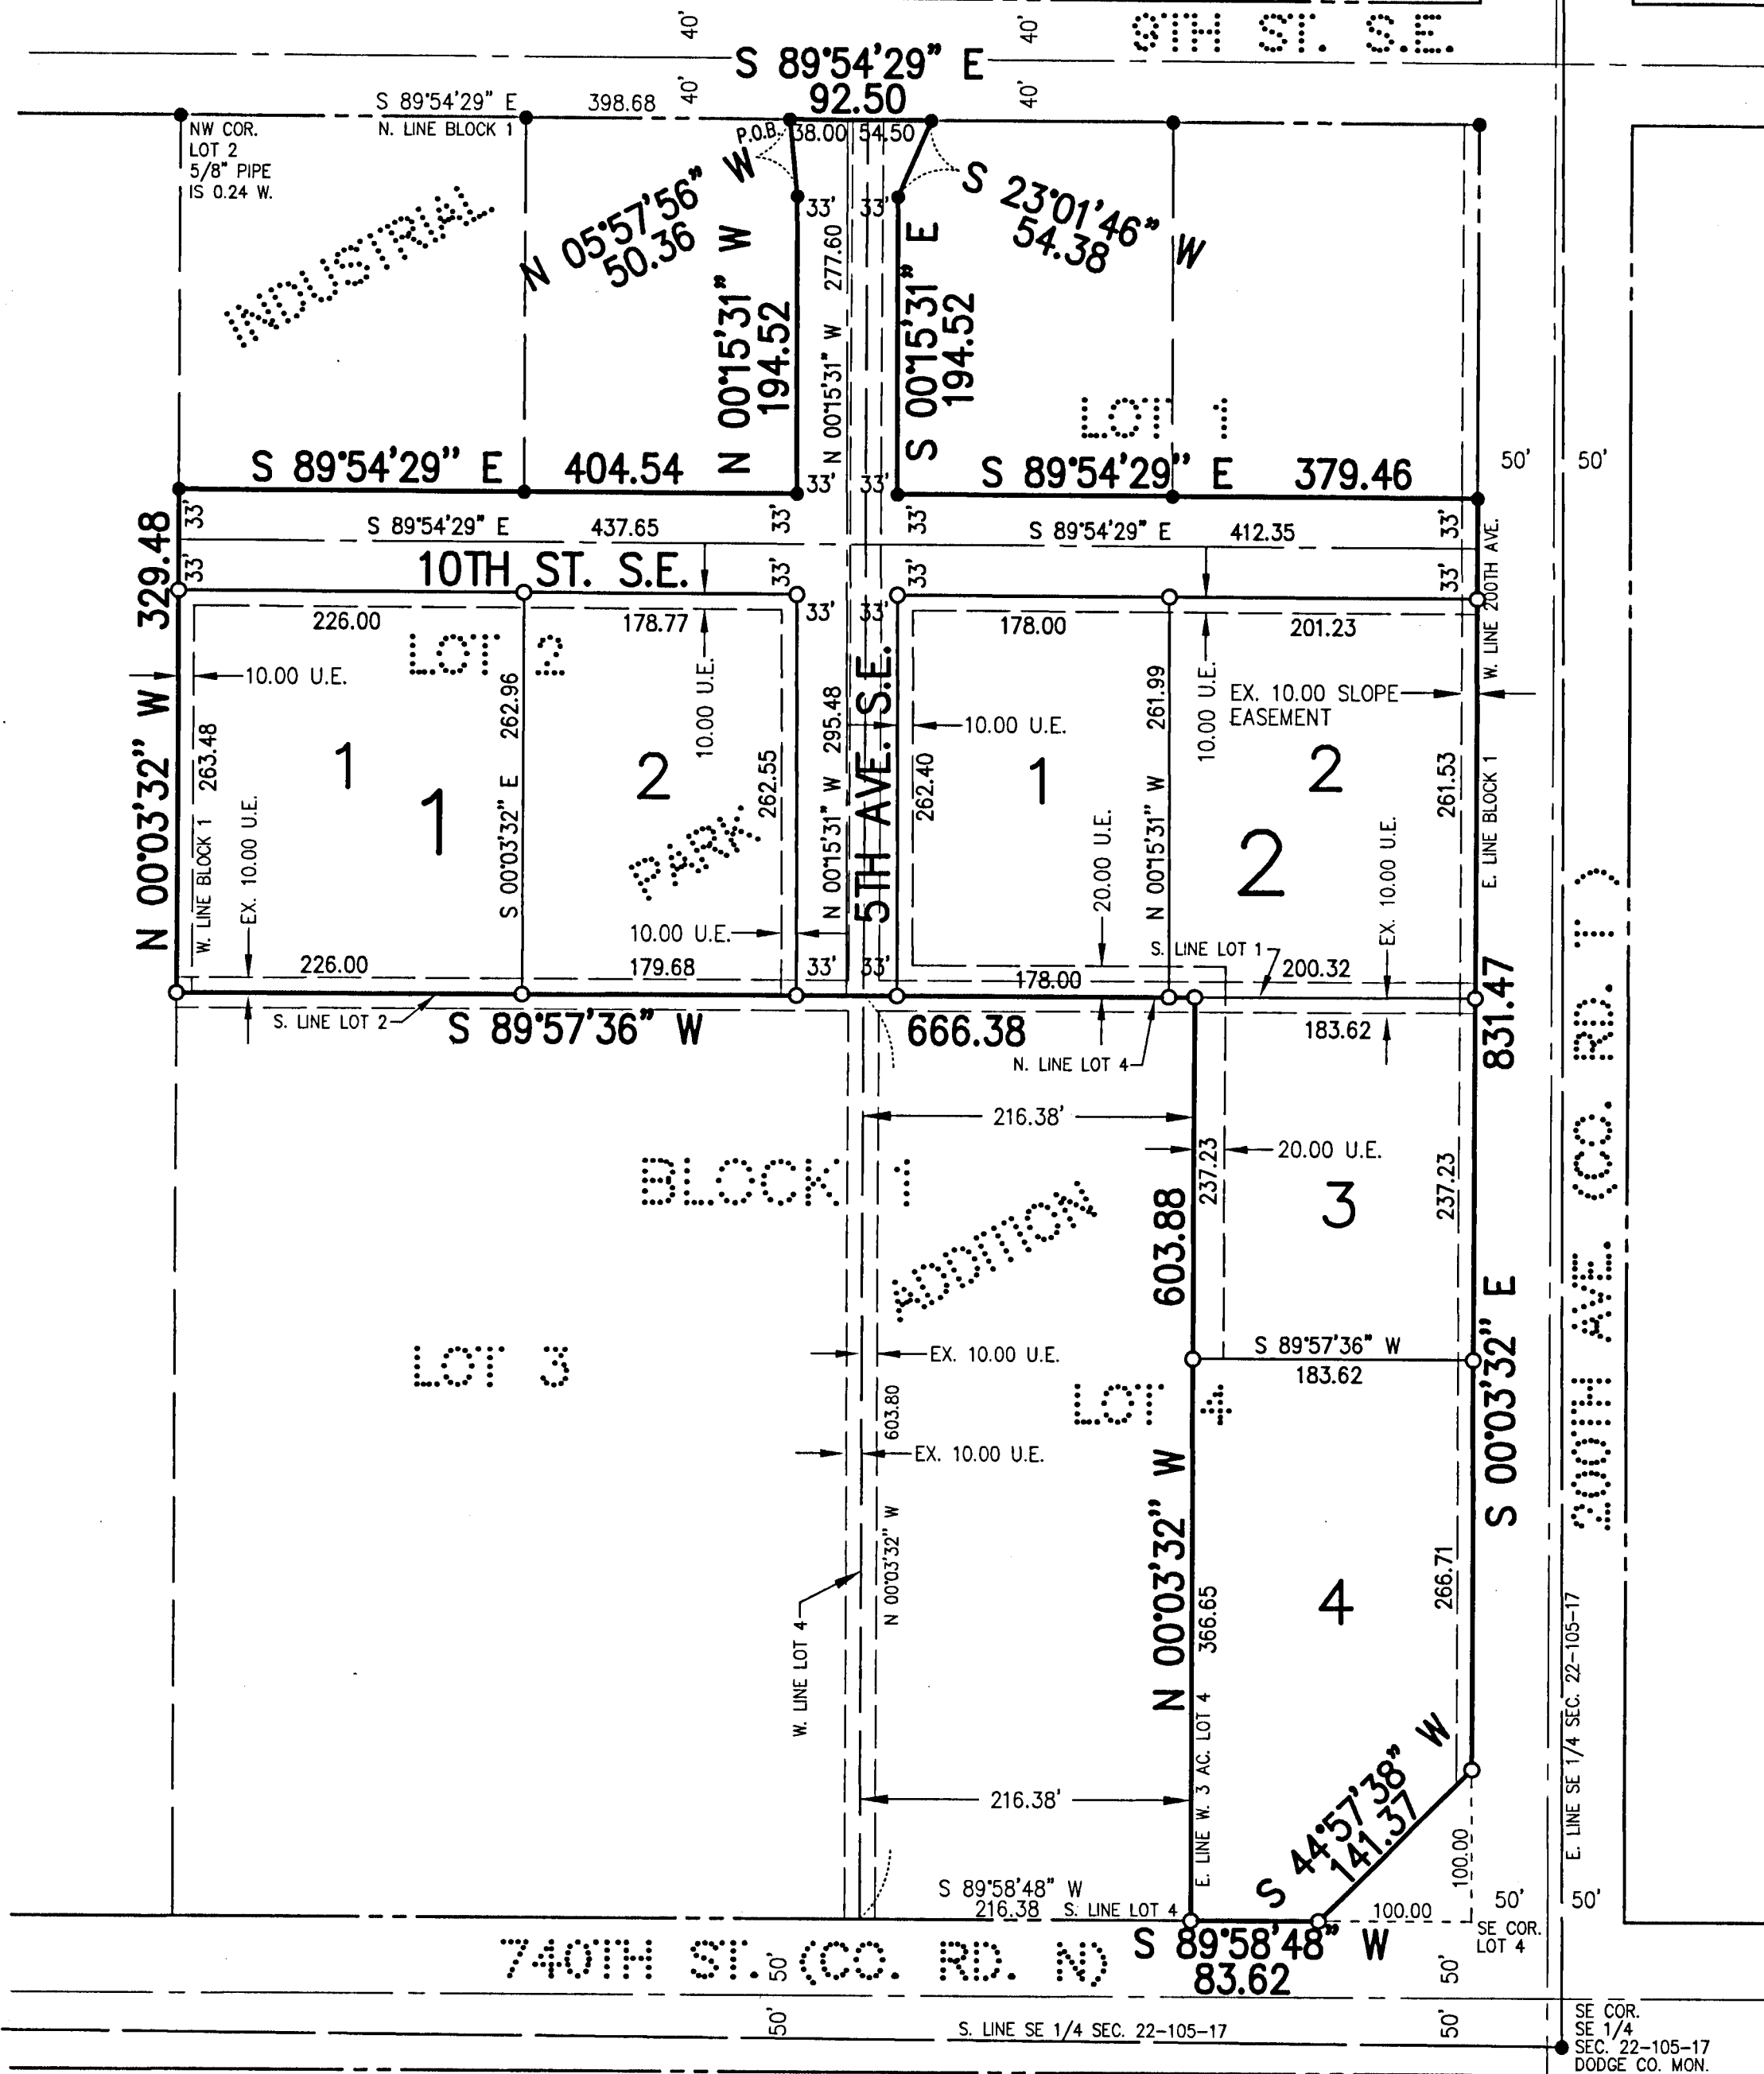 40'
40'
9TH ST. S.E.
S 89°54'29" E
92.50
40'
40'
S 89°54'29" E 398.68
N. LINE BLOCK 1
NW COR.
LOT 2
5/8" PIPE
IS 0.24 W.
P.O.B.
38.00
54.50
INDUSTRIAL
N 05°57'56" W
50.36
S 23°01'46" W
54.38
33'
33'
N 00°15'31" W
194.52
N 00°15'31" W 277.60
S 00°15'31" E
194.52
LOT 1
S 89°54'29" E 404.54
33'
33'
S 89°54'29" E 379.46
50'
50'
33'
S 89°54'29" E 437.65
33'
33'
S 89°54'29" E 412.35
33'
10TH ST. S.E.
33'
33'
33'
33'
226.00
178.77
33'
33'
178.00
201.23
N 00°03'32" W 329.48
LOT 2
10.00 U.E.
10.00 U.E.
10.00 U.E.
10.00 U.E.
EX. 10.00 SLOPE
EASEMENT
W. LINE 200TH AVE.
W. LINE BLOCK 1 263.48
EX. 10.00 U.E.
1
1
S 00°03'32" E 262.96
2
PARK
262.55
N 00°15'31" W 295.48
5TH AVE. S.E.
262.40
1
20.00 U.E.
N 00°15'31" W 261.99
2
2
EX. 10.00 U.E.
261.53
E. LINE BLOCK 1
10.00 U.E.
S. LINE LOT 1
226.00
179.68
33'
33'
178.00
200.32
S. LINE LOT 2
S 89°57'36" W
666.38
183.62
N. LINE LOT 4
831.47
S 00°03'32" E
200TH AVE. (CO. RD. T)
216.38'
BLOCK 1
ADDITION
237.23
20.00 U.E.
237.23
603.88
3
LOT 3
EX. 10.00 U.E.
S 89°57'36" W
183.62
603.80
LOT 4
EX. 10.00 U.E.
N 00°03'32" W
N 00°03'32" W
366.65
4
266.71
W. LINE LOT 4
E. LINE W. 3 AC. LOT 4
E. LINE SE 1/4 SEC. 22-105-17
216.38'
S 44°57'38" W
141.37
100.00
S 89°58'48" W
216.38
S. LINE LOT 4
100.00
50'
50'
SE COR.
LOT 4
740TH ST. (CO. RD. N)
50'
S 89°58'48" W
83.62
50'
50'
S. LINE SE 1/4 SEC. 22-105-17
50'
SE COR.
SE 1/4
SEC. 22-105-17
DODGE CO. MON.